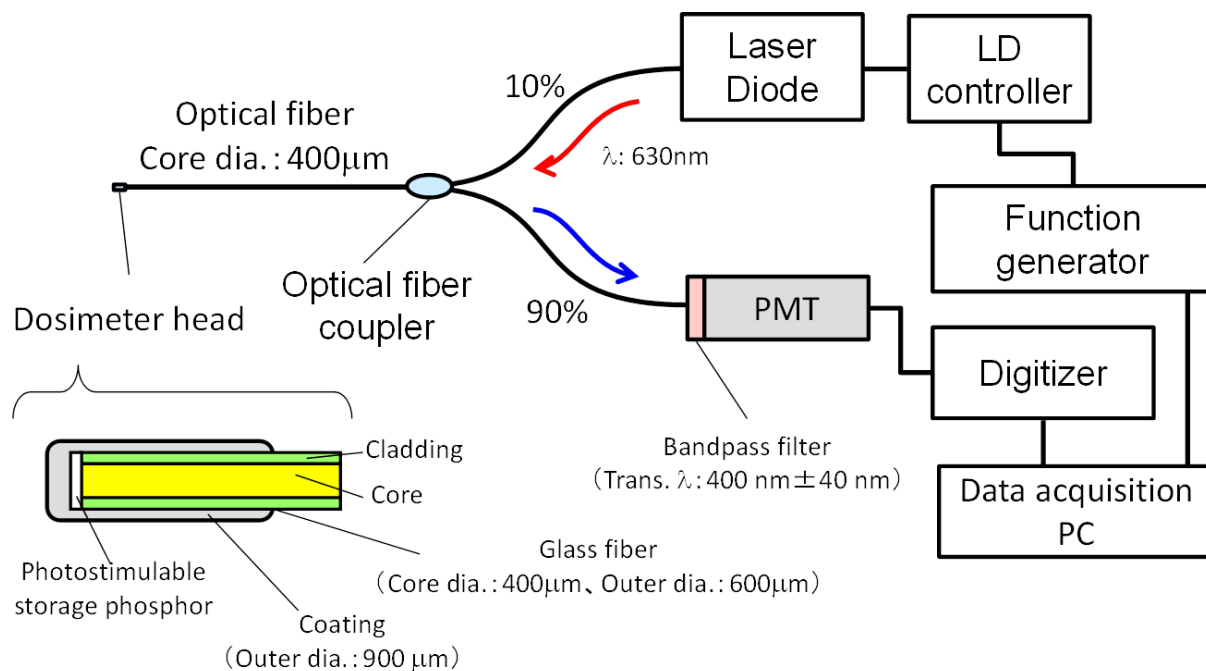 Laser
Diode
LD
controller
10%
Optical fiber
Core dia.: 400μm
λ: 630nm
Function
generator
Optical fiber
coupler
Dosimeter head
90%
PMT
Digitizer
Bandpass filter
(Trans. λ: 400 nm±40 nm)
Data acquisition
PC
Cladding
Core
Glass fiber
(Core dia.: 400μm、Outer dia.: 600μm)
Photostimulable
storage phosphor
Coating
(Outer dia.: 900 μm)